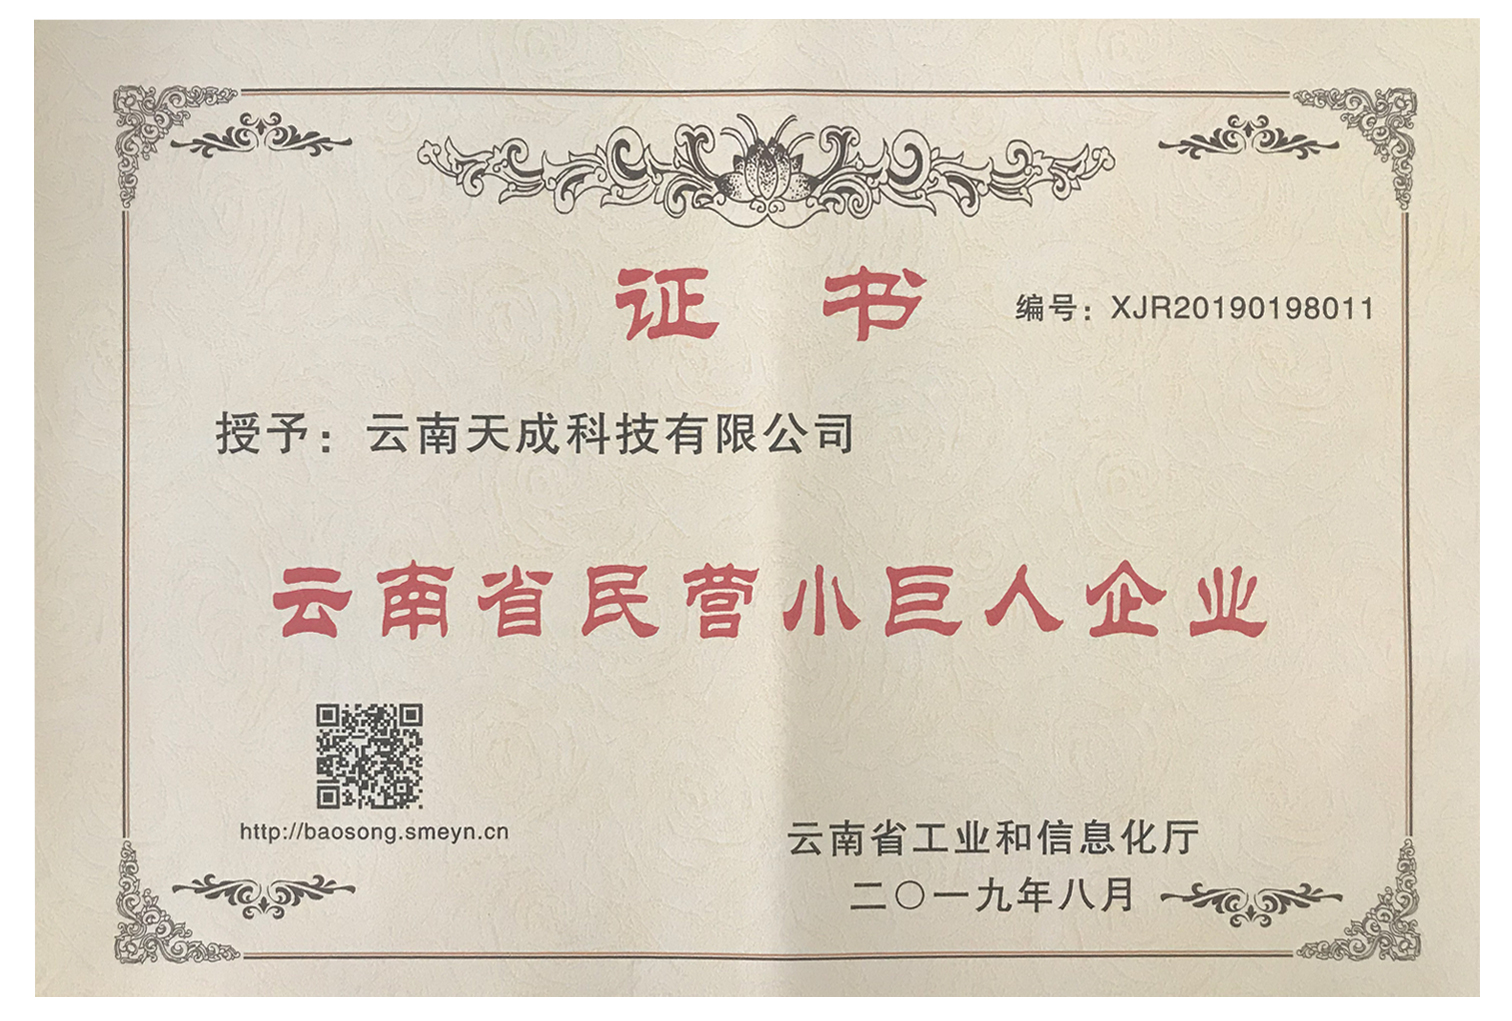 证 书
编号：XJR20190198011
授予：云南天成科技有限公司
云南省民营小巨人企业
http://baosong.smeyn.cn
云南省工业和信息化厅
二〇一九年八月